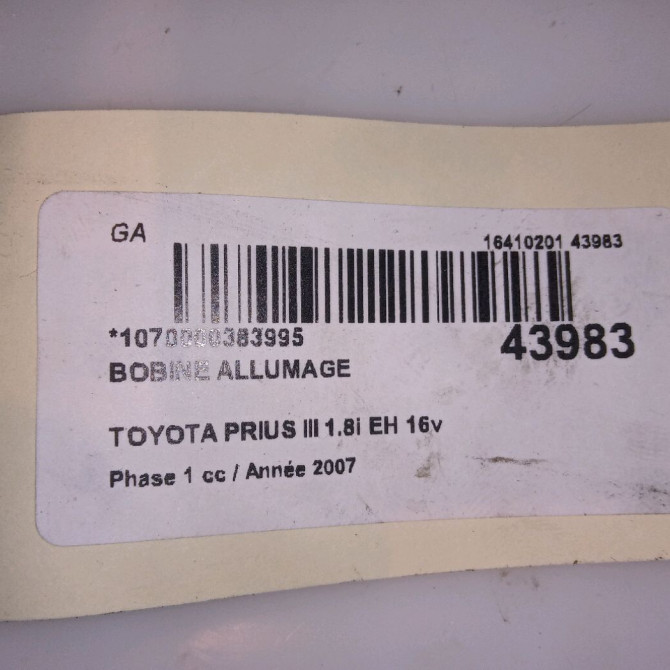 GA
16410201 43983
*1070000383995
43983
BOBINE ALLUMAGE
TOYOTA PRIUS III 1.8i EH 16v
Phase 1 cc / Année 2007